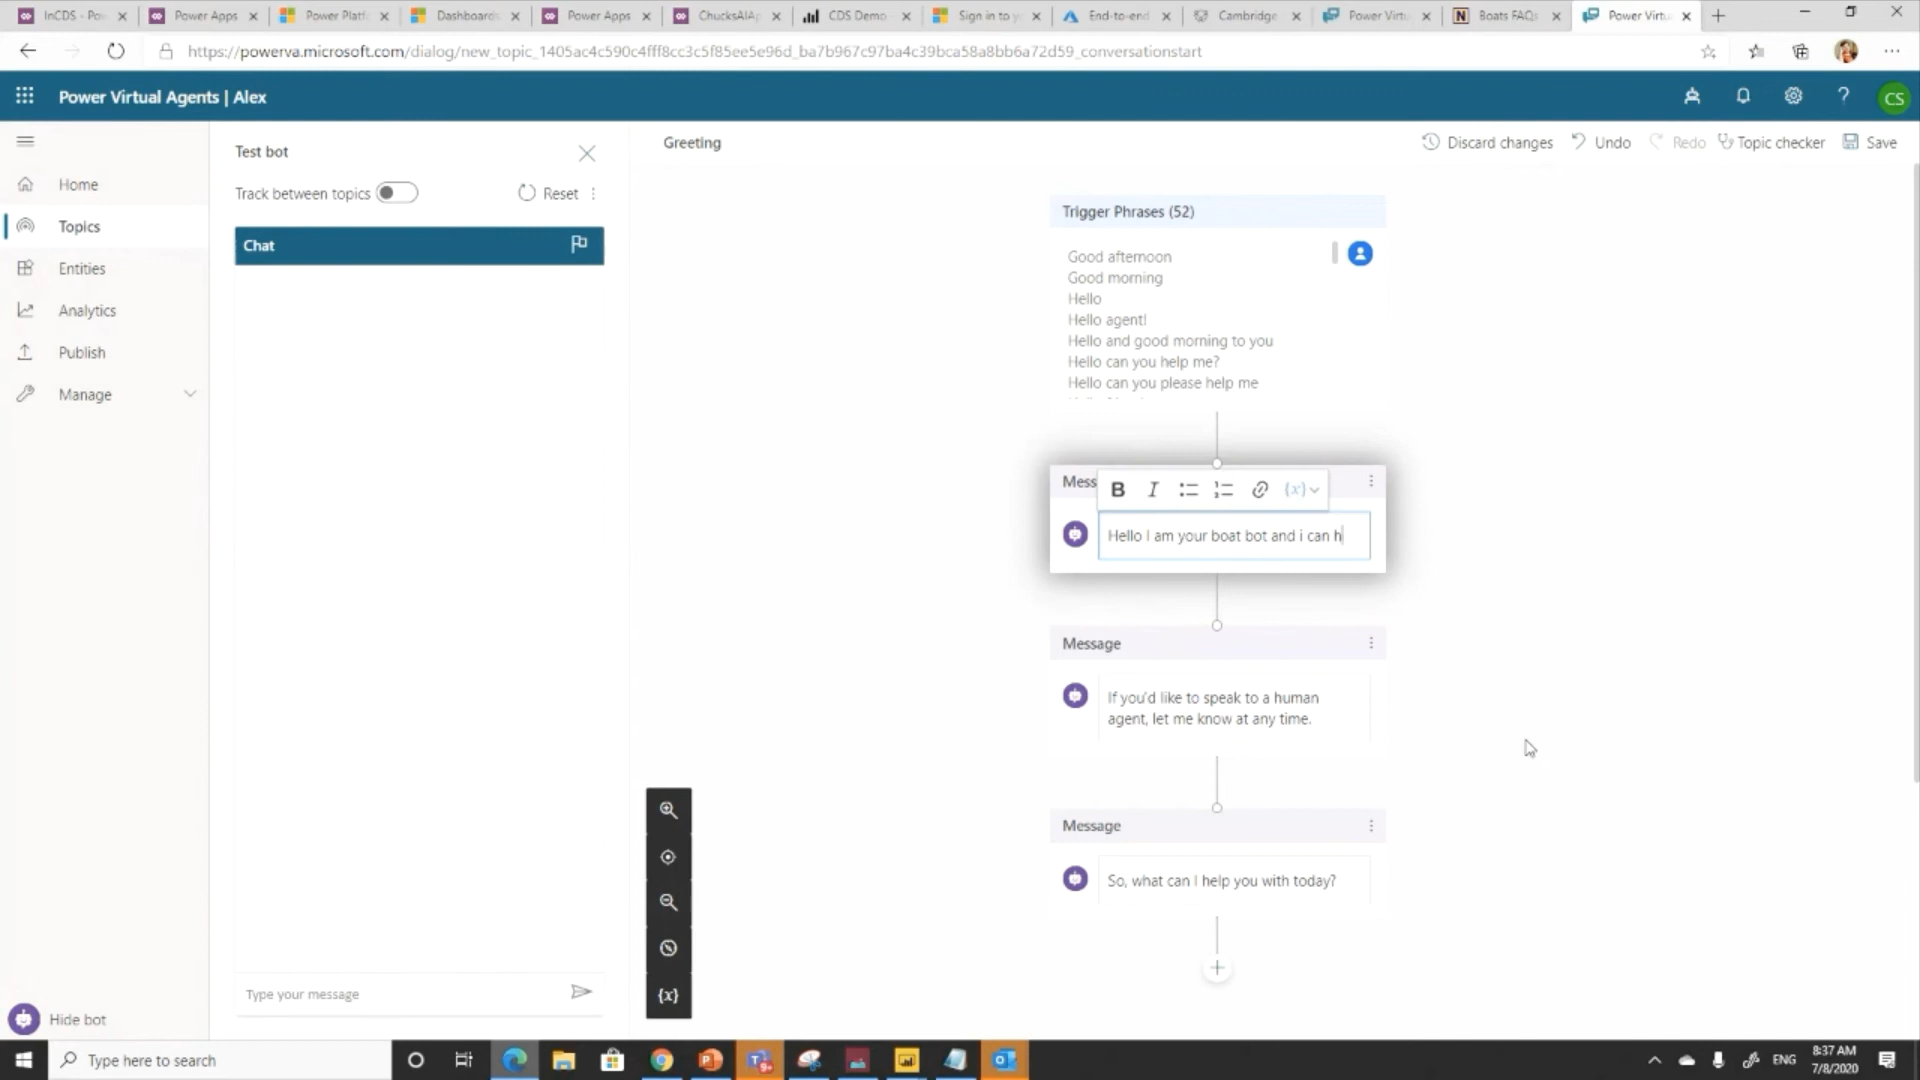 InCDS - Pow
Power Apps
Power Platf
Dashboards
Power Apps
ChucksAIAp
CDS Demo
Sign in to y
End-to-end
Cambridge
Power Virtu
Boats FAQs
Power Virtu
https://powerva.microsoft.com/dialog/new_topic_1405ac4c590c4fff8cc3c5f85ee5e96d_ba7b967c97ba4c39bca58a8bb6a72d59_conversationstart
Power Virtual Agents | Alex
CS
Test bot
Greeting
Discard changes
Undo
Redo
Topic checker
Save
Home
Topics
Entities
Analytics
Publish
Manage
Track between topics
Reset
Chat
Trigger Phrases (52)
Good afternoon
Good morning
Hello
Hello agent!
Hello and good morning to you
Hello can you help me?
Hello can you please help me
Mess
B I {x}
Hello I am your boat bot and i can h
Message
If you'd like to speak to a human
agent, let me know at any time.
Message
So, what can I help you with today?
{x}
Type your message
Hide bot
Type here to search
9+
ENG
8:37 AM
7/8/2020